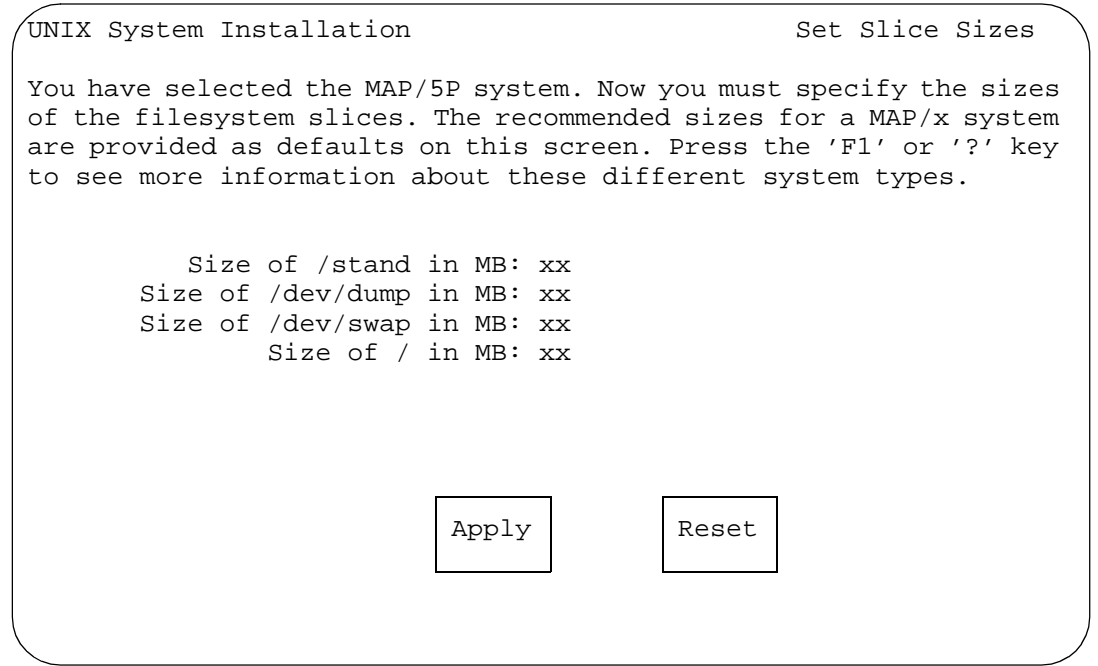 UNIX System Installation Set Slice Sizes
You have selected the MAP/5P system. Now you must specify the sizes
of the filesystem slices. The recommended sizes for a MAP/x system
are provided as defaults on this screen. Press the ’F1’ or ’?’ key
to see more information about these different system types.
Size of /stand in MB: xx
Size of /dev/dump in MB: xx
Size of /dev/swap in MB: xx
Size of / in MB: xx
Apply Reset